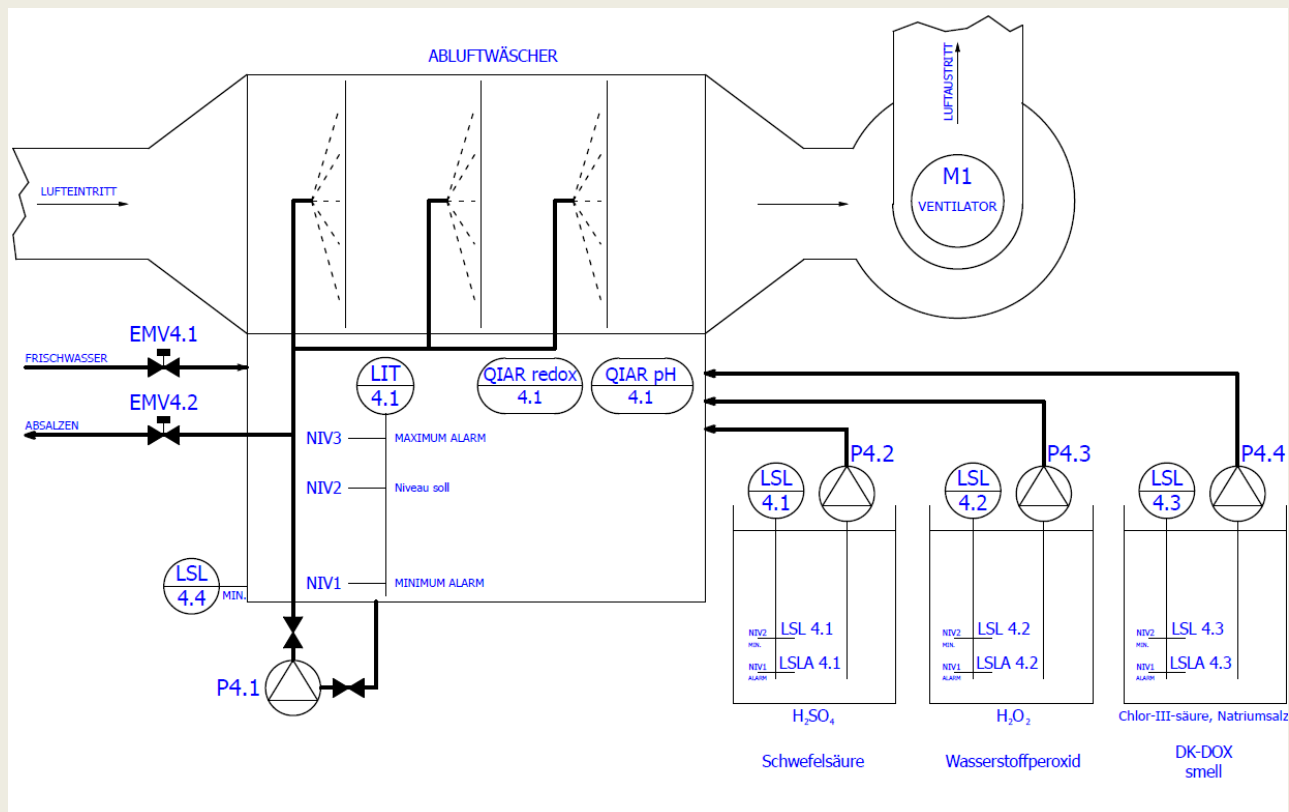 ABLUFTWÄSCHER
LUFTAUSTRITT
LUFTEINTRITT
M1
VENTILATOR
EMV4.1
FRISCHWASSER
LIT
4.1
QIAR redox
4.1
QIAR pH
4.1
EMV4.2
ABSALZEN
NIV3
MAXIMUM ALARM
NIV2
Niveau soll
NIV1
MINIMUM ALARM
LSL
4.4
MIN.
P4.1
P4.2
P4.3
P4.4
LSL
4.1
LSL
4.2
LSL
4.3
NIV2
MIN.
LSL 4.1
NIV1
ALARM
LSLA 4.1
NIV2
MIN.
LSL 4.2
NIV1
ALARM
LSLA 4.2
NIV2
MIN.
LSL 4.3
NIV1
ALARM
LSLA 4.3
H₂SO₄
H₂O₂
Chlor-III-säure, Natriumsalz
Schwefelsäure
Wasserstoffperoxid
DK-DOX
smell